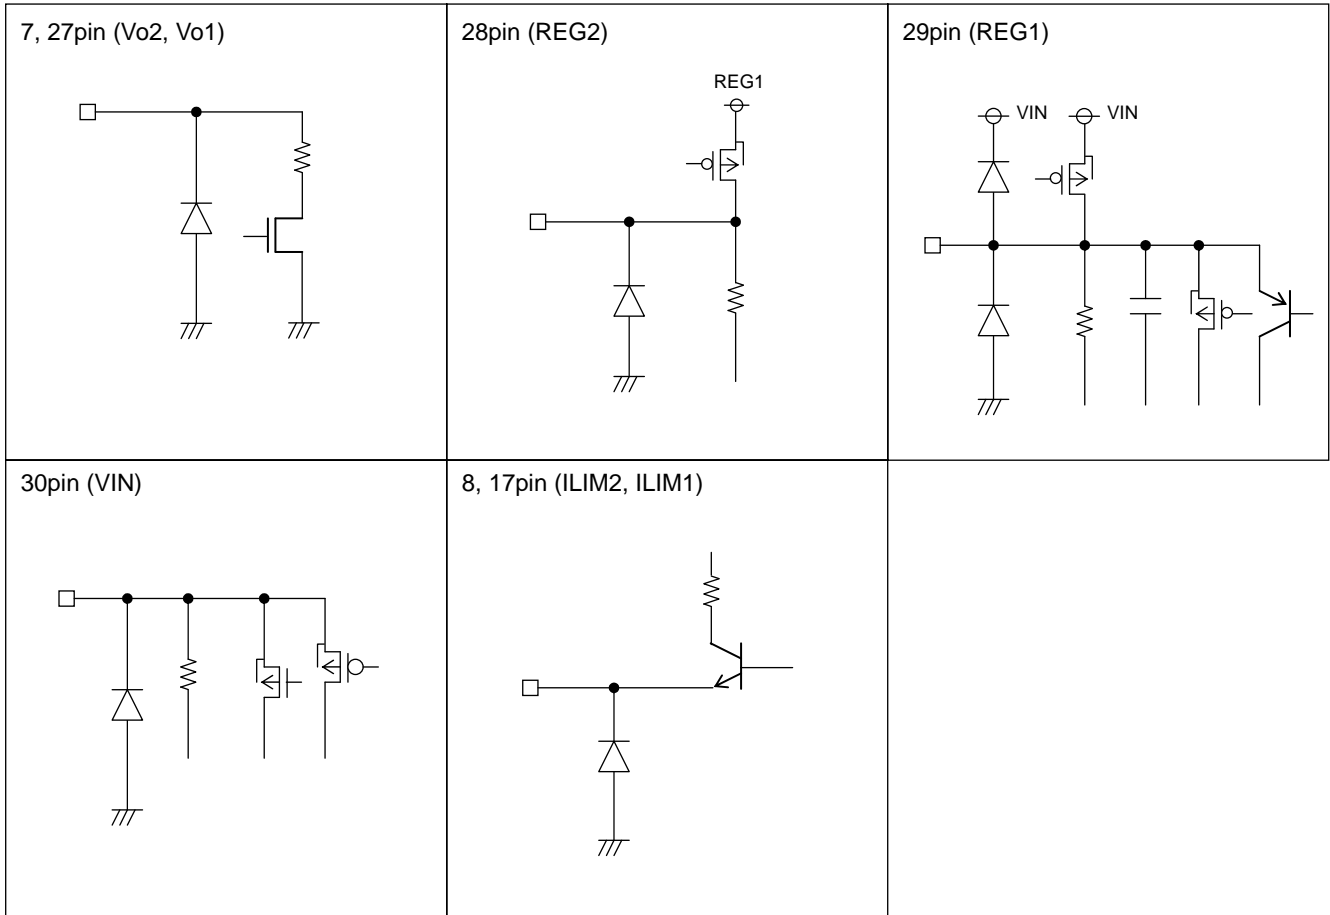 7, 27pin (Vo2, Vo1)
28pin (REG2)
REG1
29pin (REG1)
VIN
VIN
30pin (VIN)
8, 17pin (ILIM2, ILIM1)